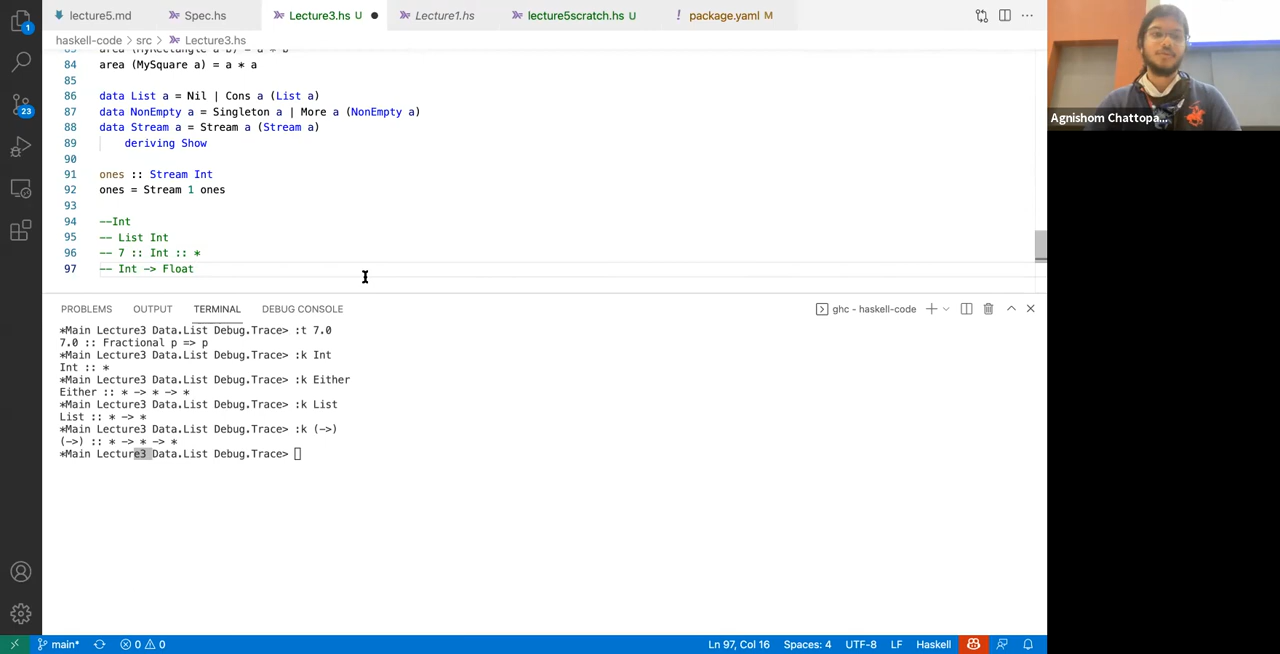 lecture5.md Spec.hs Lecture3.hs U Lecture1.hs lecture5scratch.hs U ! package.yaml M
haskell-code > src > Lecture3.hs
84 area (MySquare a) = a * a
85
86 data List a = Nil | Cons a (List a)
87 data NonEmpty a = Singleton a | More a (NonEmpty a)
88 data Stream a = Stream a (Stream a)
89 deriving Show
90
91 ones :: Stream Int
92 ones = Stream 1 ones
93
94 --Int
95 -- List Int
96 -- 7 :: Int :: *
97 -- Int -> Float
1
23
PROBLEMS OUTPUT TERMINAL DEBUG CONSOLE ghc - haskell-code
*Main Lecture3 Data.List Debug.Trace> :t 7.0
7.0 :: Fractional p => p
*Main Lecture3 Data.List Debug.Trace> :k Int
Int :: *
*Main Lecture3 Data.List Debug.Trace> :k Either
Either :: * -> * -> *
*Main Lecture3 Data.List Debug.Trace> :k List
List :: * -> *
*Main Lecture3 Data.List Debug.Trace> :k (->)
(->) :: * -> * -> *
*Main Lecture3 Data.List Debug.Trace>
main* 0 0 Ln 97, Col 16 Spaces: 4 UTF-8 LF Haskell
Agnishom Chattopa...